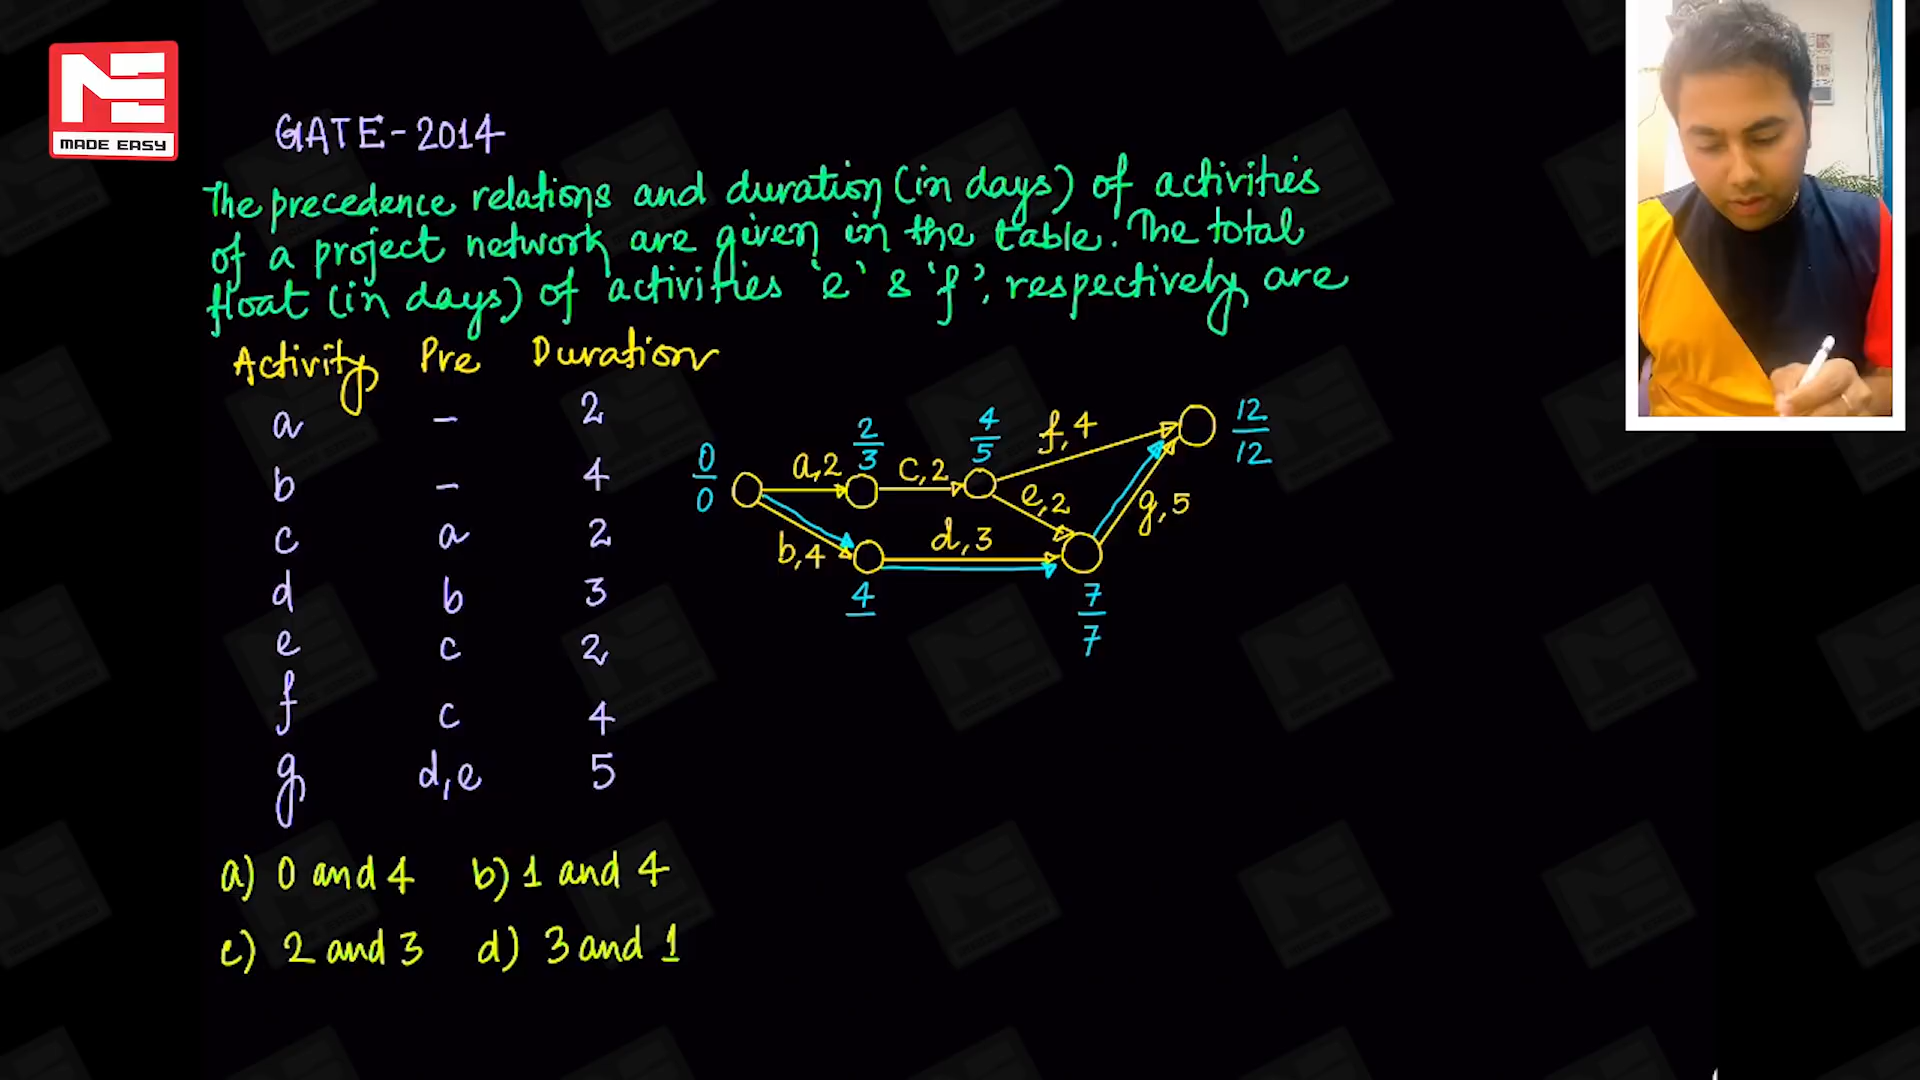 ME
MADE EASY
GATE-2014
The precedence relations and duration (in days) of activities
of a project network are given in the table. The total
float (in days) of activities 'e' & 'f', respectively are
Activity Pre Duration
a - 2
b - 4
c a 2
d b 3
e c 2
f c 4
g d,e 5
0
0
a,2
2
3
c,2
4
5
f,4
12
12
e,2
g,5
b,4
d,3
4
7
7
a) 0 and 4 b) 1 and 4
c) 2 and 3 d) 3 and 1